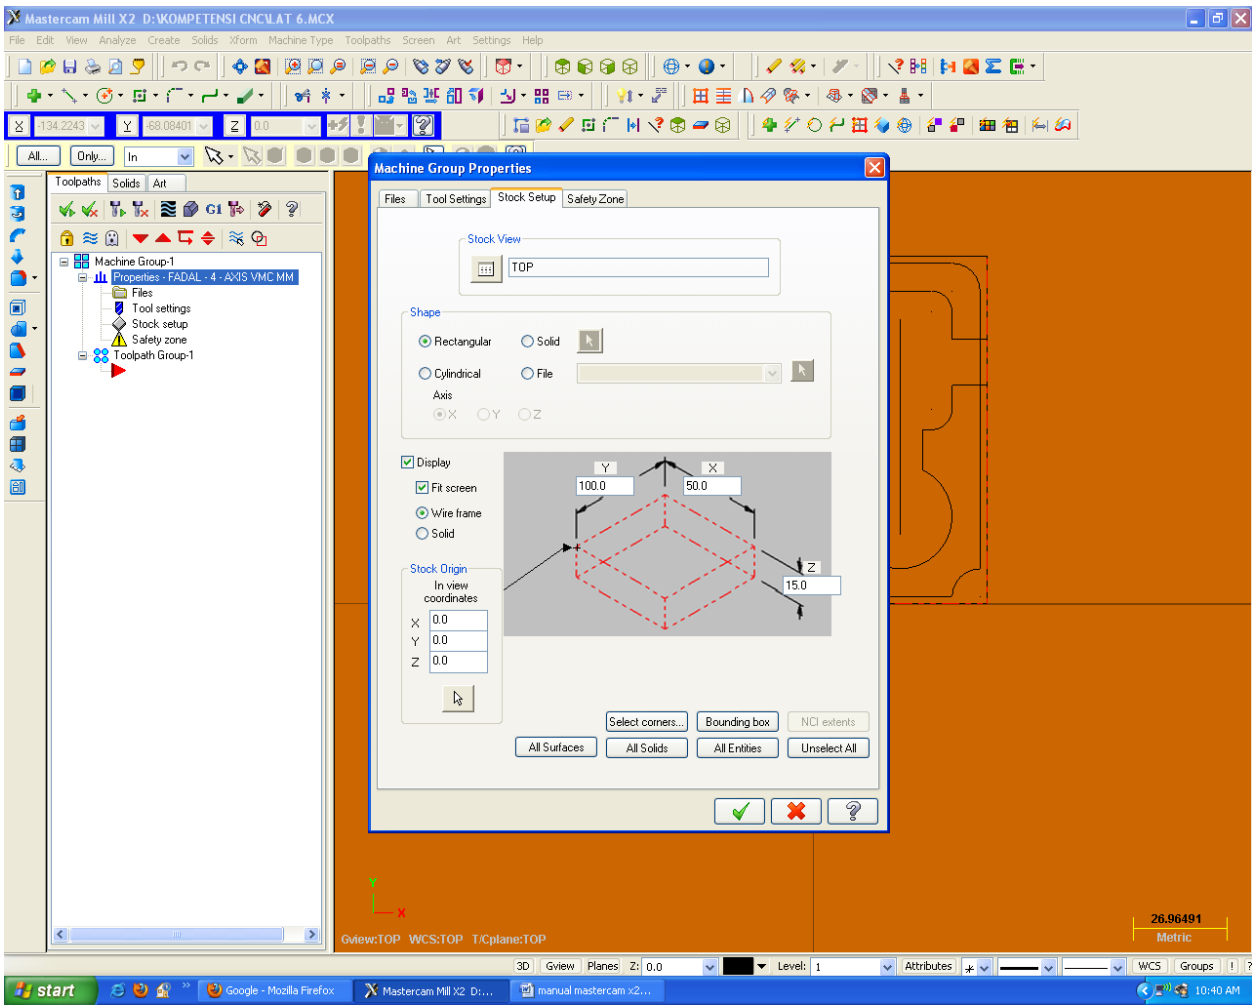 Mastercam Mill X2 D:\KOMPETENSI CNC\LAT 6.MCX
File Edit View Analyze Create Solids Xform Machine Type Toolpaths Screen Art Settings Help
X -134.2243 Y -68.08401 Z 0.0
All... Only... In
Toolpaths Solids Art
G1
Machine Group-1
Properties - FADAL - 4 - AXIS VMC MM
Files
Tool settings
Stock setup
Safety zone
Toolpath Group-1
Machine Group Properties
Files Tool Settings Stock Setup Safety Zone
Stock View
TOP
Shape
Rectangular Solid
Cylindrical File
Axis
X Y Z
Display
Fit screen
Wire frame
Solid
Y X
100.0 50.0
Z
15.0
Stock Origin
In view
coordinates
X 0.0
Y 0.0
Z 0.0
Select corners... Bounding box NCI extents
All Surfaces All Solids All Entities Unselect All
Y
X
Gview:TOP WCS:TOP T/Cplane:TOP
26.96491
Metric
3D Gview Planes Z: 0.0 Level: 1 Attributes WCS Groups ! ?
start Google - Mozilla Firefox Mastercam Mill X2 D:... manual mastercam x2... 10:40 AM